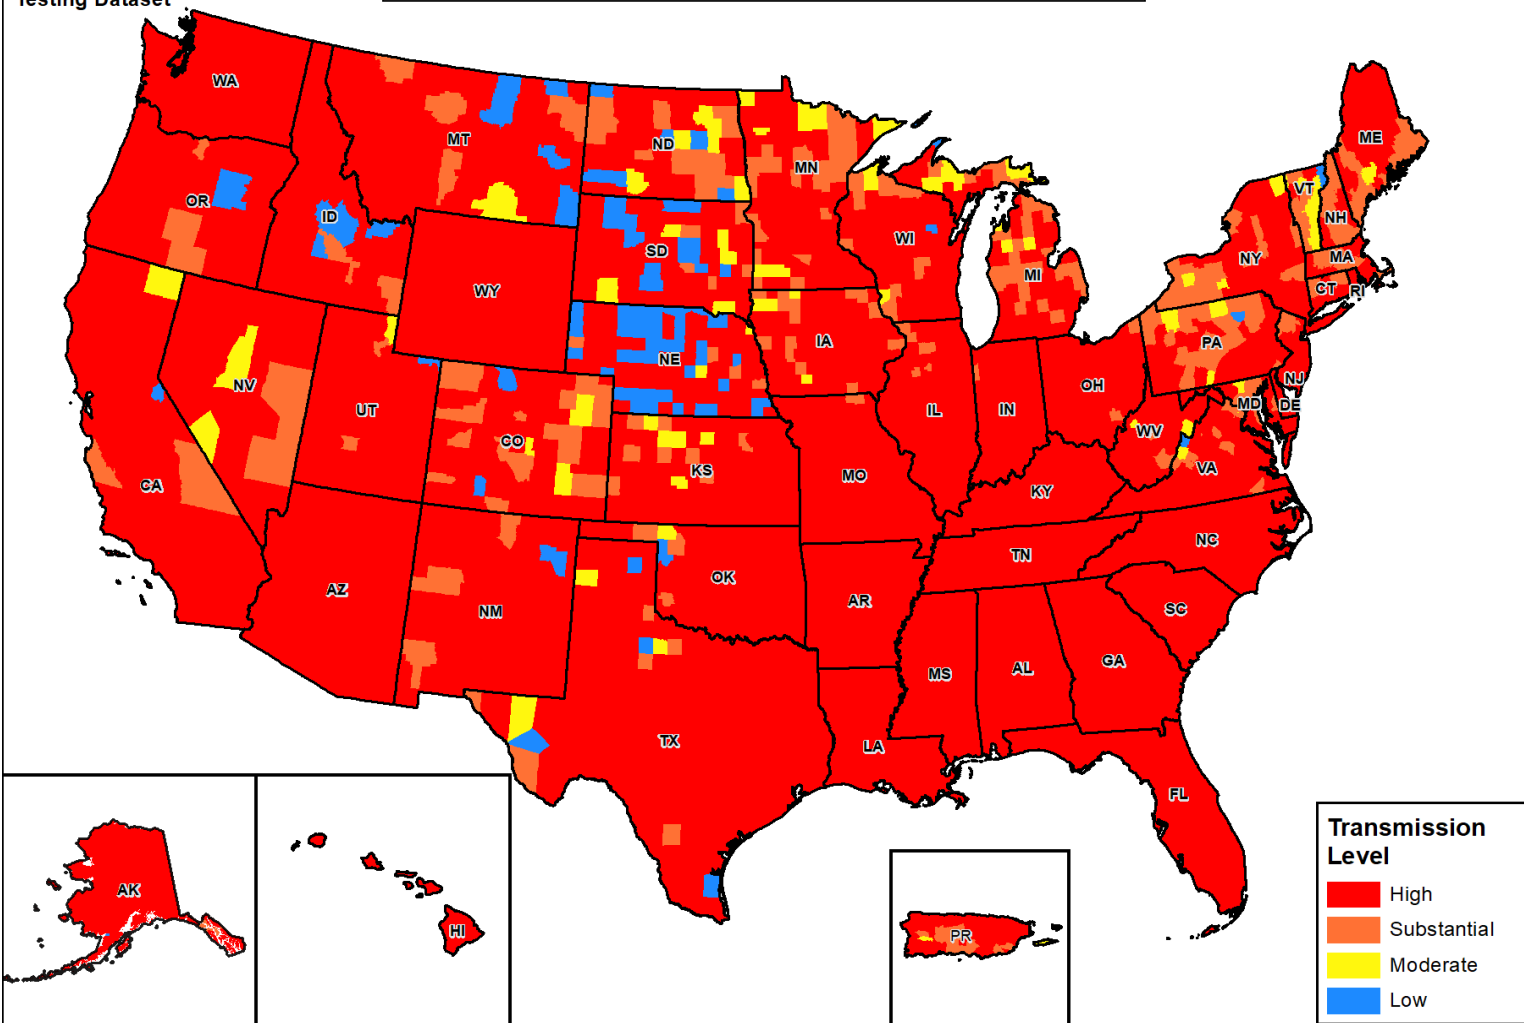 Testing Dataset
WA
MT
ND
MN
ME
OR
ID
SD
WI
MI
VT
NH
NY
MA
CT
RI
WY
IA
NE
PA
NV
UT
CO
IL
IN
OH
NJ
MD
DE
WV
CA
KS
MO
KY
VA
AZ
NM
OK
AR
TN
NC
SC
TX
LA
MS
AL
GA
FL
AK
HI
PR
Transmission
Level
High
Substantial
Moderate
Low